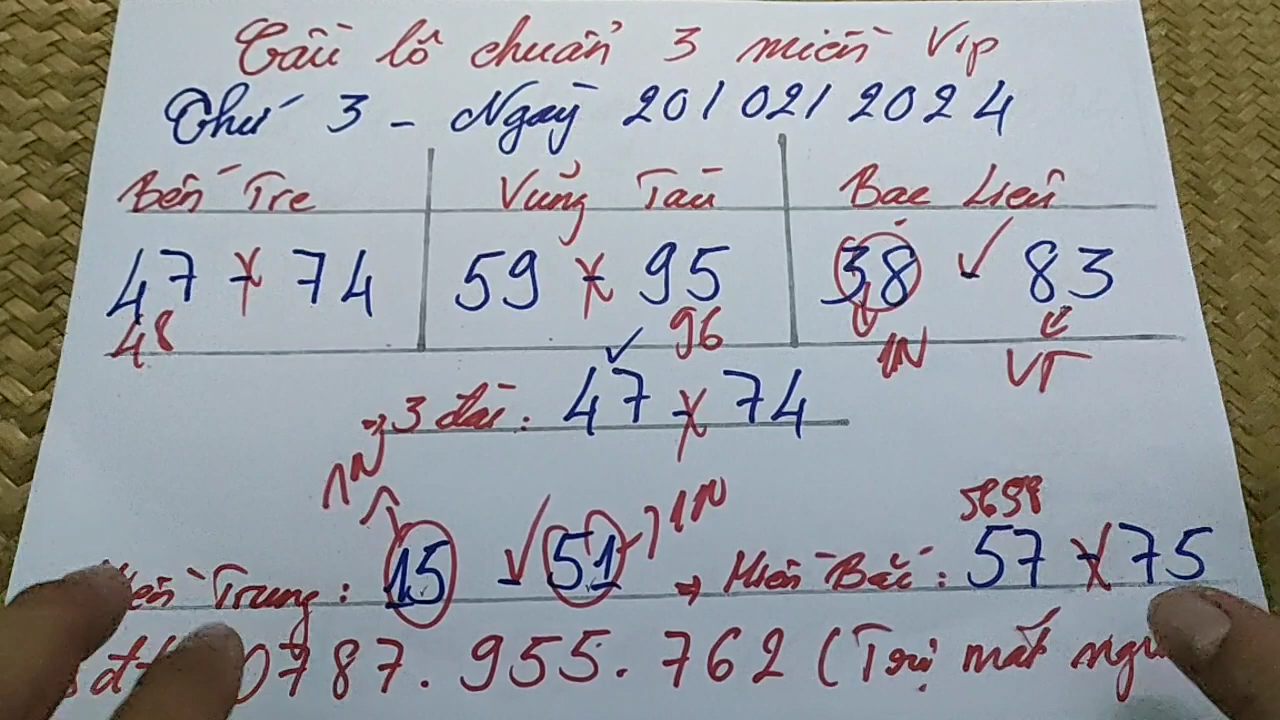 Cầu lô chuẩn 3 miền Vip
Thứ 3 - Ngày 20/02/2024
Bến Tre Vũng Tàu Bạc Liêu
47 x 74 59 x 95 38 - ✓ 83
48 96 1N VT
⇒ 3 đài: ✓ 47 x 74
1N 1N 5658
Trung: 15 - ✓ 51 ⇒ Miền Bắc: 57 x 75
0787.955.762 (Trị mất